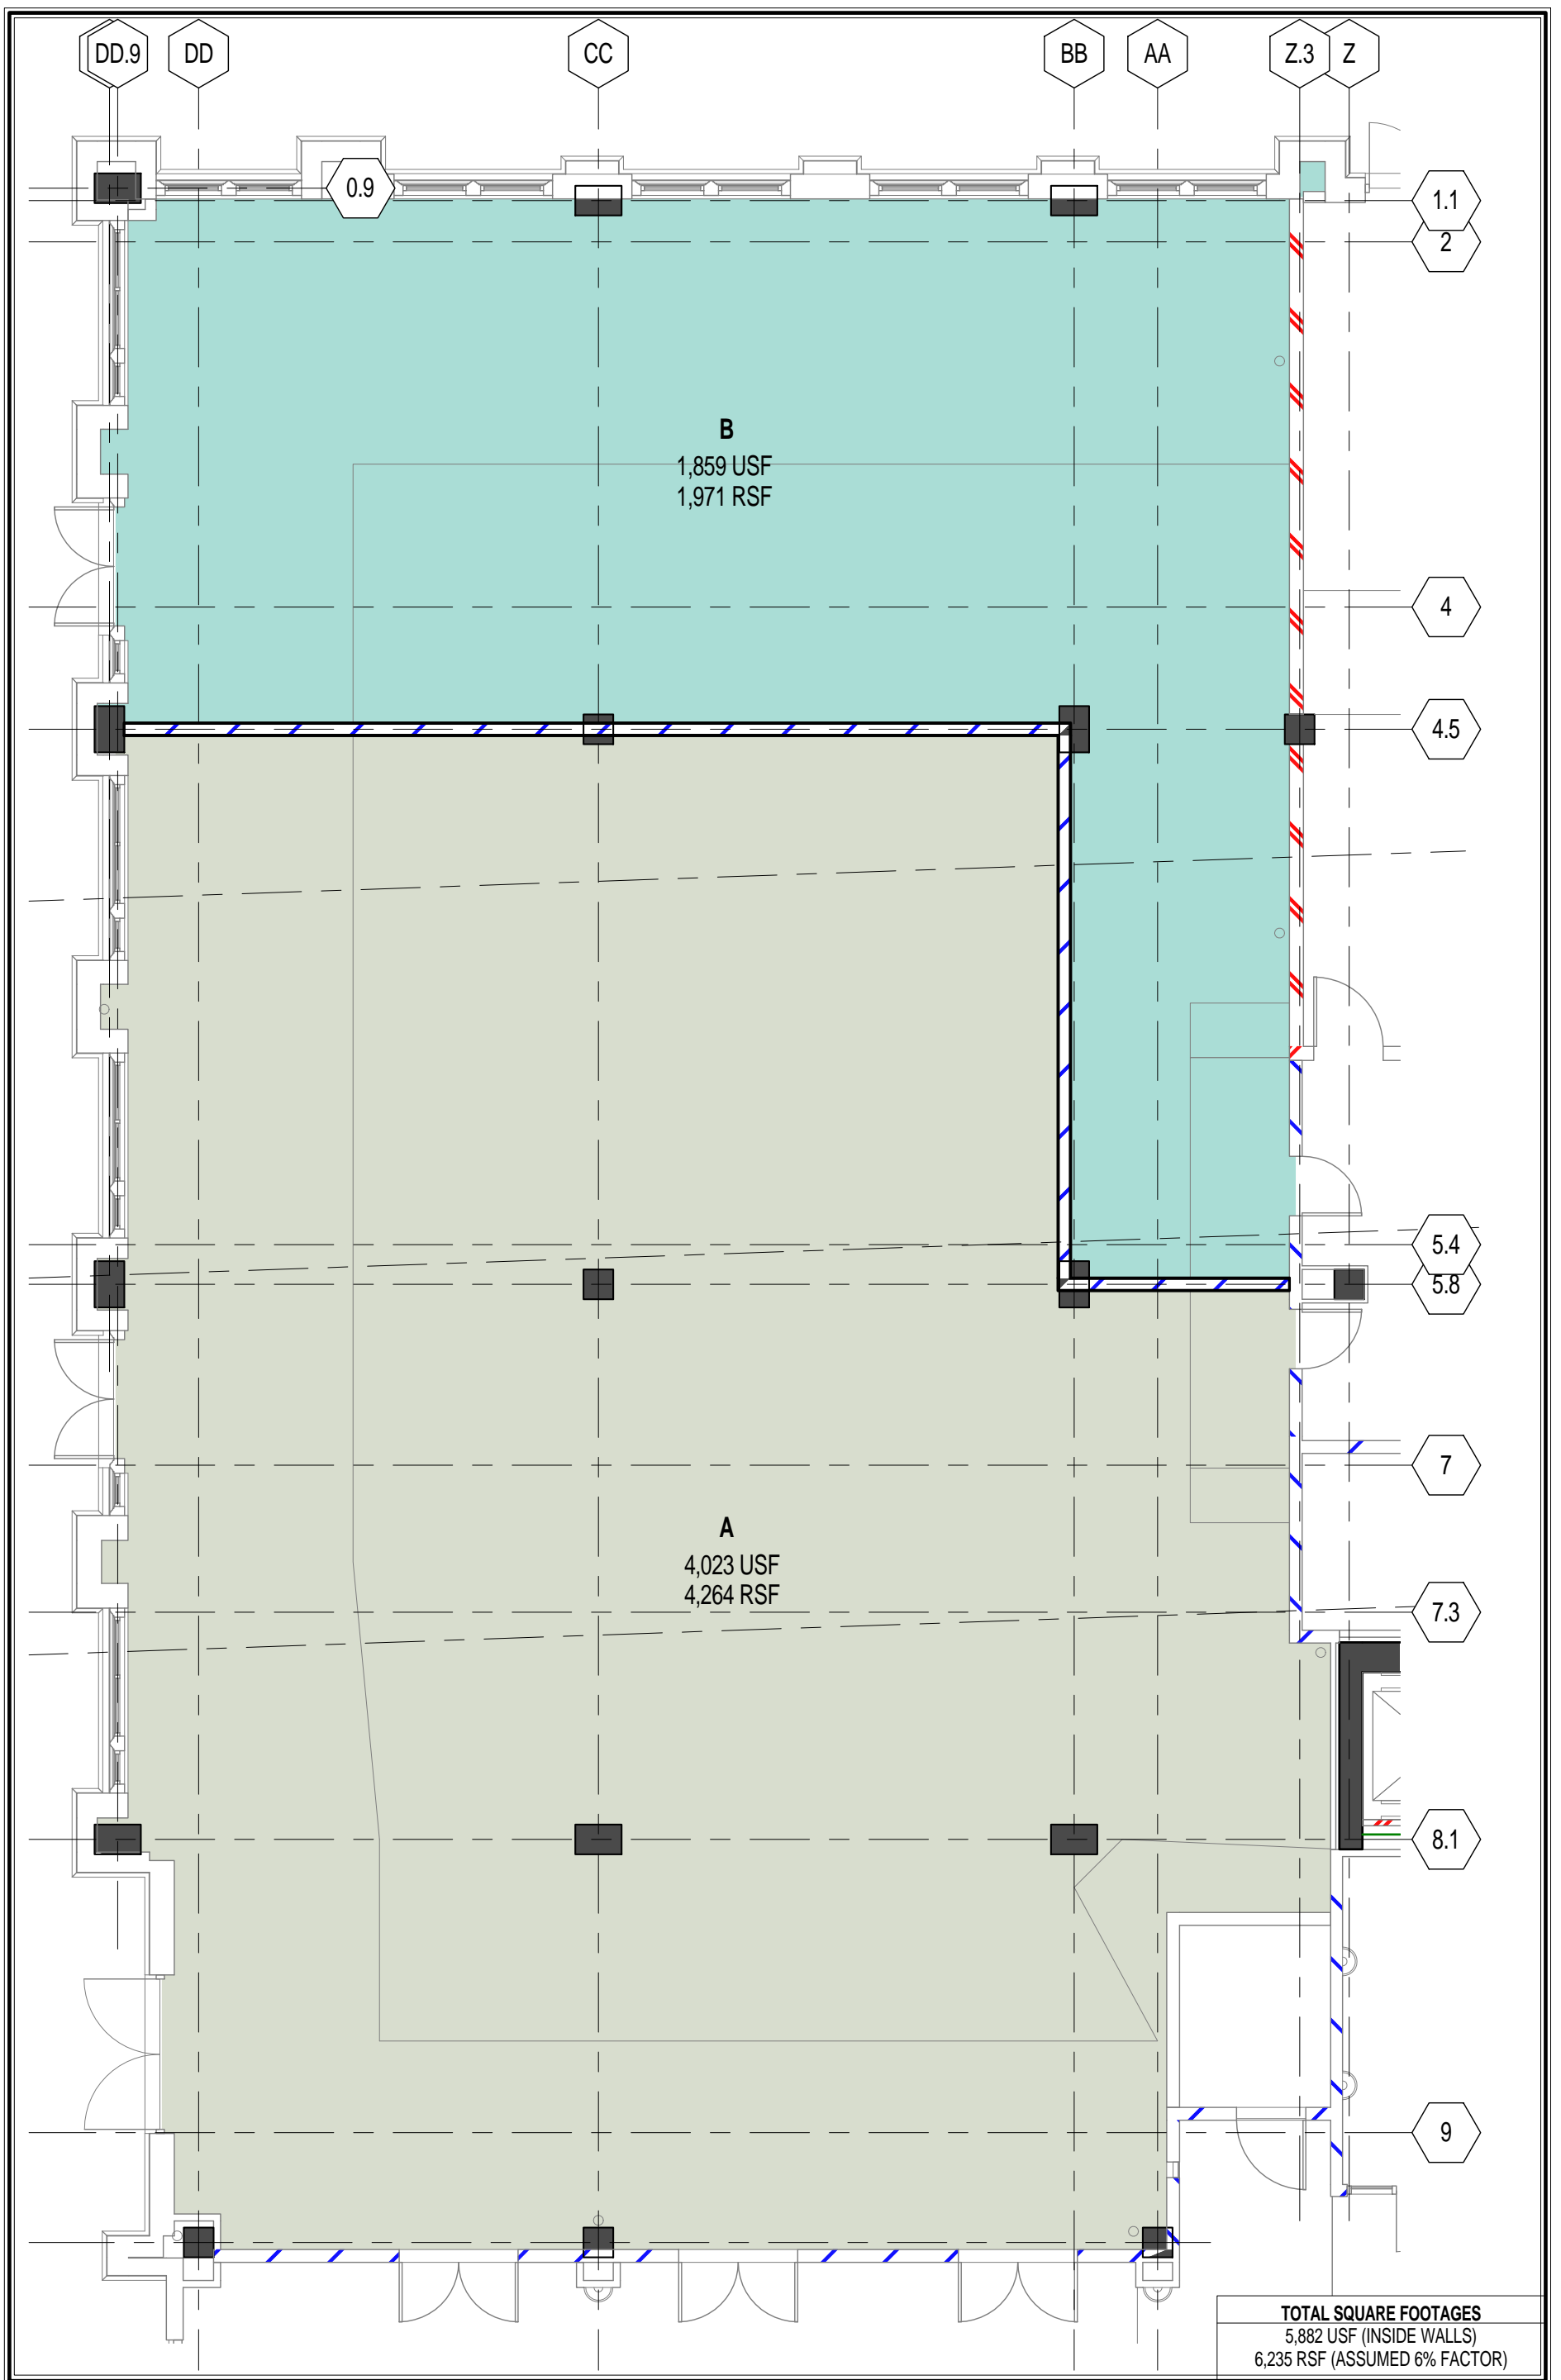 DD.9
DD
CC
BB
AA
Z.3
Z
0.9
1.1
2
B
1,859 USF
1,971 RSF
4
4.5
5.4
5.8
7
A
4,023 USF
4,264 RSF
7.3
8.1
9
TOTAL SQUARE FOOTAGES
5,882 USF (INSIDE WALLS)
6,235 RSF (ASSUMED 6% FACTOR)